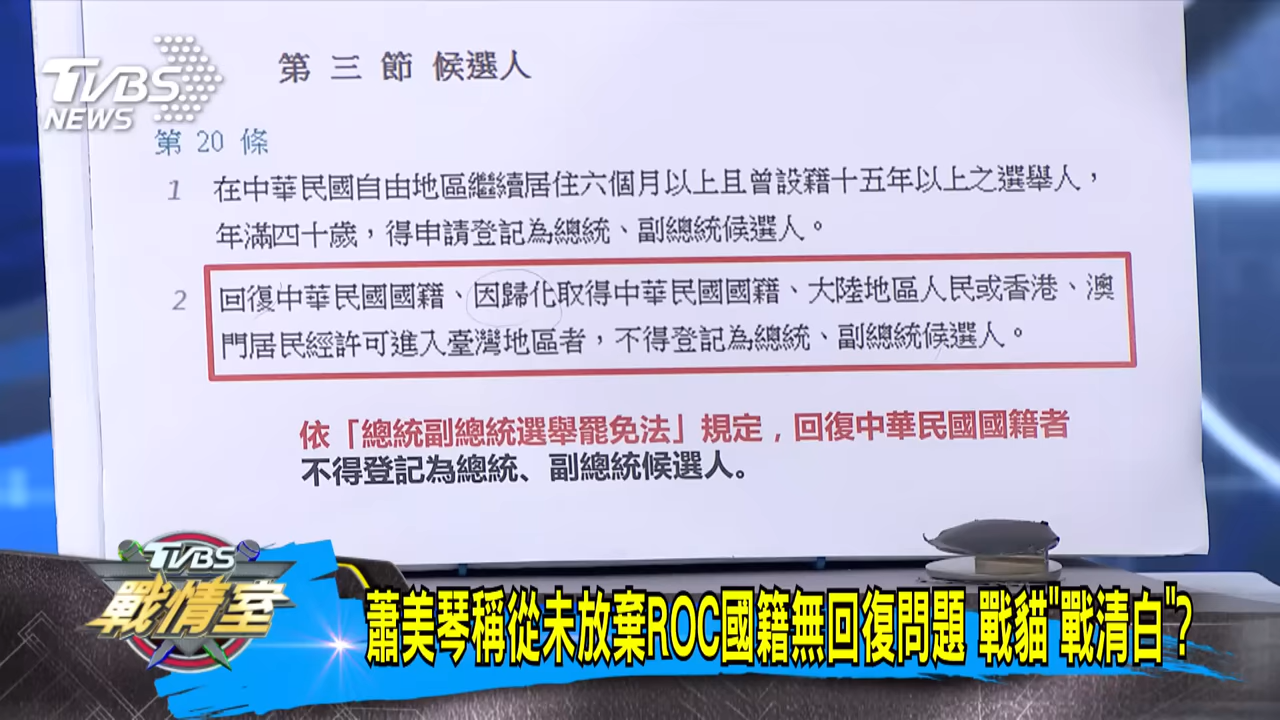 TVBS
NEWS
第 三 節 候選人
第 20 條
1 在中華民國自由地區繼續居住六個月以上且曾設籍十五年以上之選舉人，
年滿四十歲，得申請登記為總統、副總統候選人。
2 回復中華民國國籍、因歸化取得中華民國國籍、大陸地區人民或香港、澳
門居民經許可進入臺灣地區者，不得登記為總統、副總統候選人。
依「總統副總統選舉罷免法」規定，回復中華民國國籍者
不得登記為總統、副總統候選人。
TVBS
戰情室
蕭美琴稱從未放棄ROC國籍無回復問題 戰貓"戰清白"?